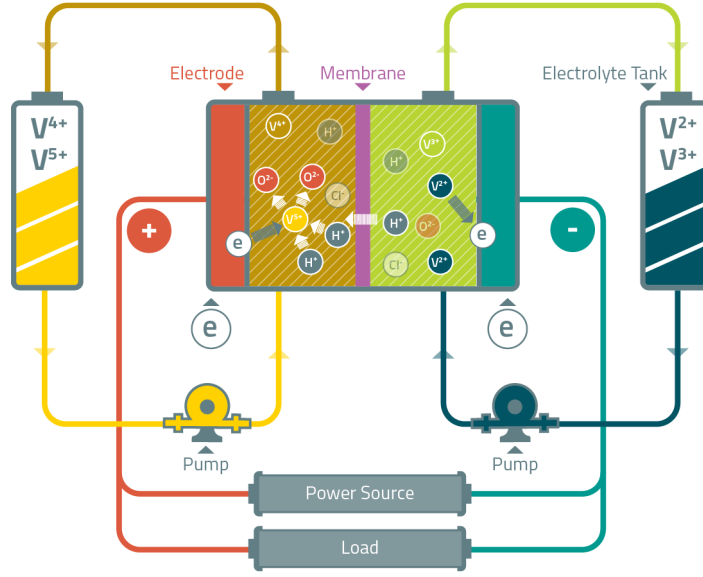 Electrode
Membrane
Electrolyte Tank
V⁴⁺
V⁵⁺
V²⁺
V³⁺
V⁴⁺
H⁺
V³⁺
H⁺
O²⁻
O²⁻
V²⁺
Cl⁻
V⁵⁺
H⁺
H⁺
O²⁻
+
e
e
-
H⁺
Cl⁻
V²⁺
e
e
Pump
Pump
Power Source
Load